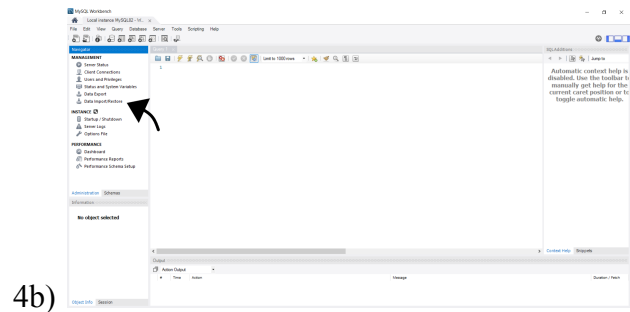 MySQL Workbench
Local instance MySQL80 - W...
File Edit View Query Database Server Tools Scripting Help
Navigator
MANAGEMENT
Server Status
Client Connections
Users and Privileges
Status and System Variables
Data Export
Data Import/Restore
INSTANCE
Startup / Shutdown
Server Logs
Options File
PERFORMANCE
Dashboard
Performance Reports
Performance Schema Setup
Administration Schemas
Information
No object selected
Object Info Session
Limit to 1000 rows
1
Output
Action Output
# Time Action Message Duration / Fetch
SQLAdditions
Jump to
Automatic context help is
disabled. Use the toolbar to
manually get help for the
current caret position or to
toggle automatic help.
Context Help Snippets
4b)